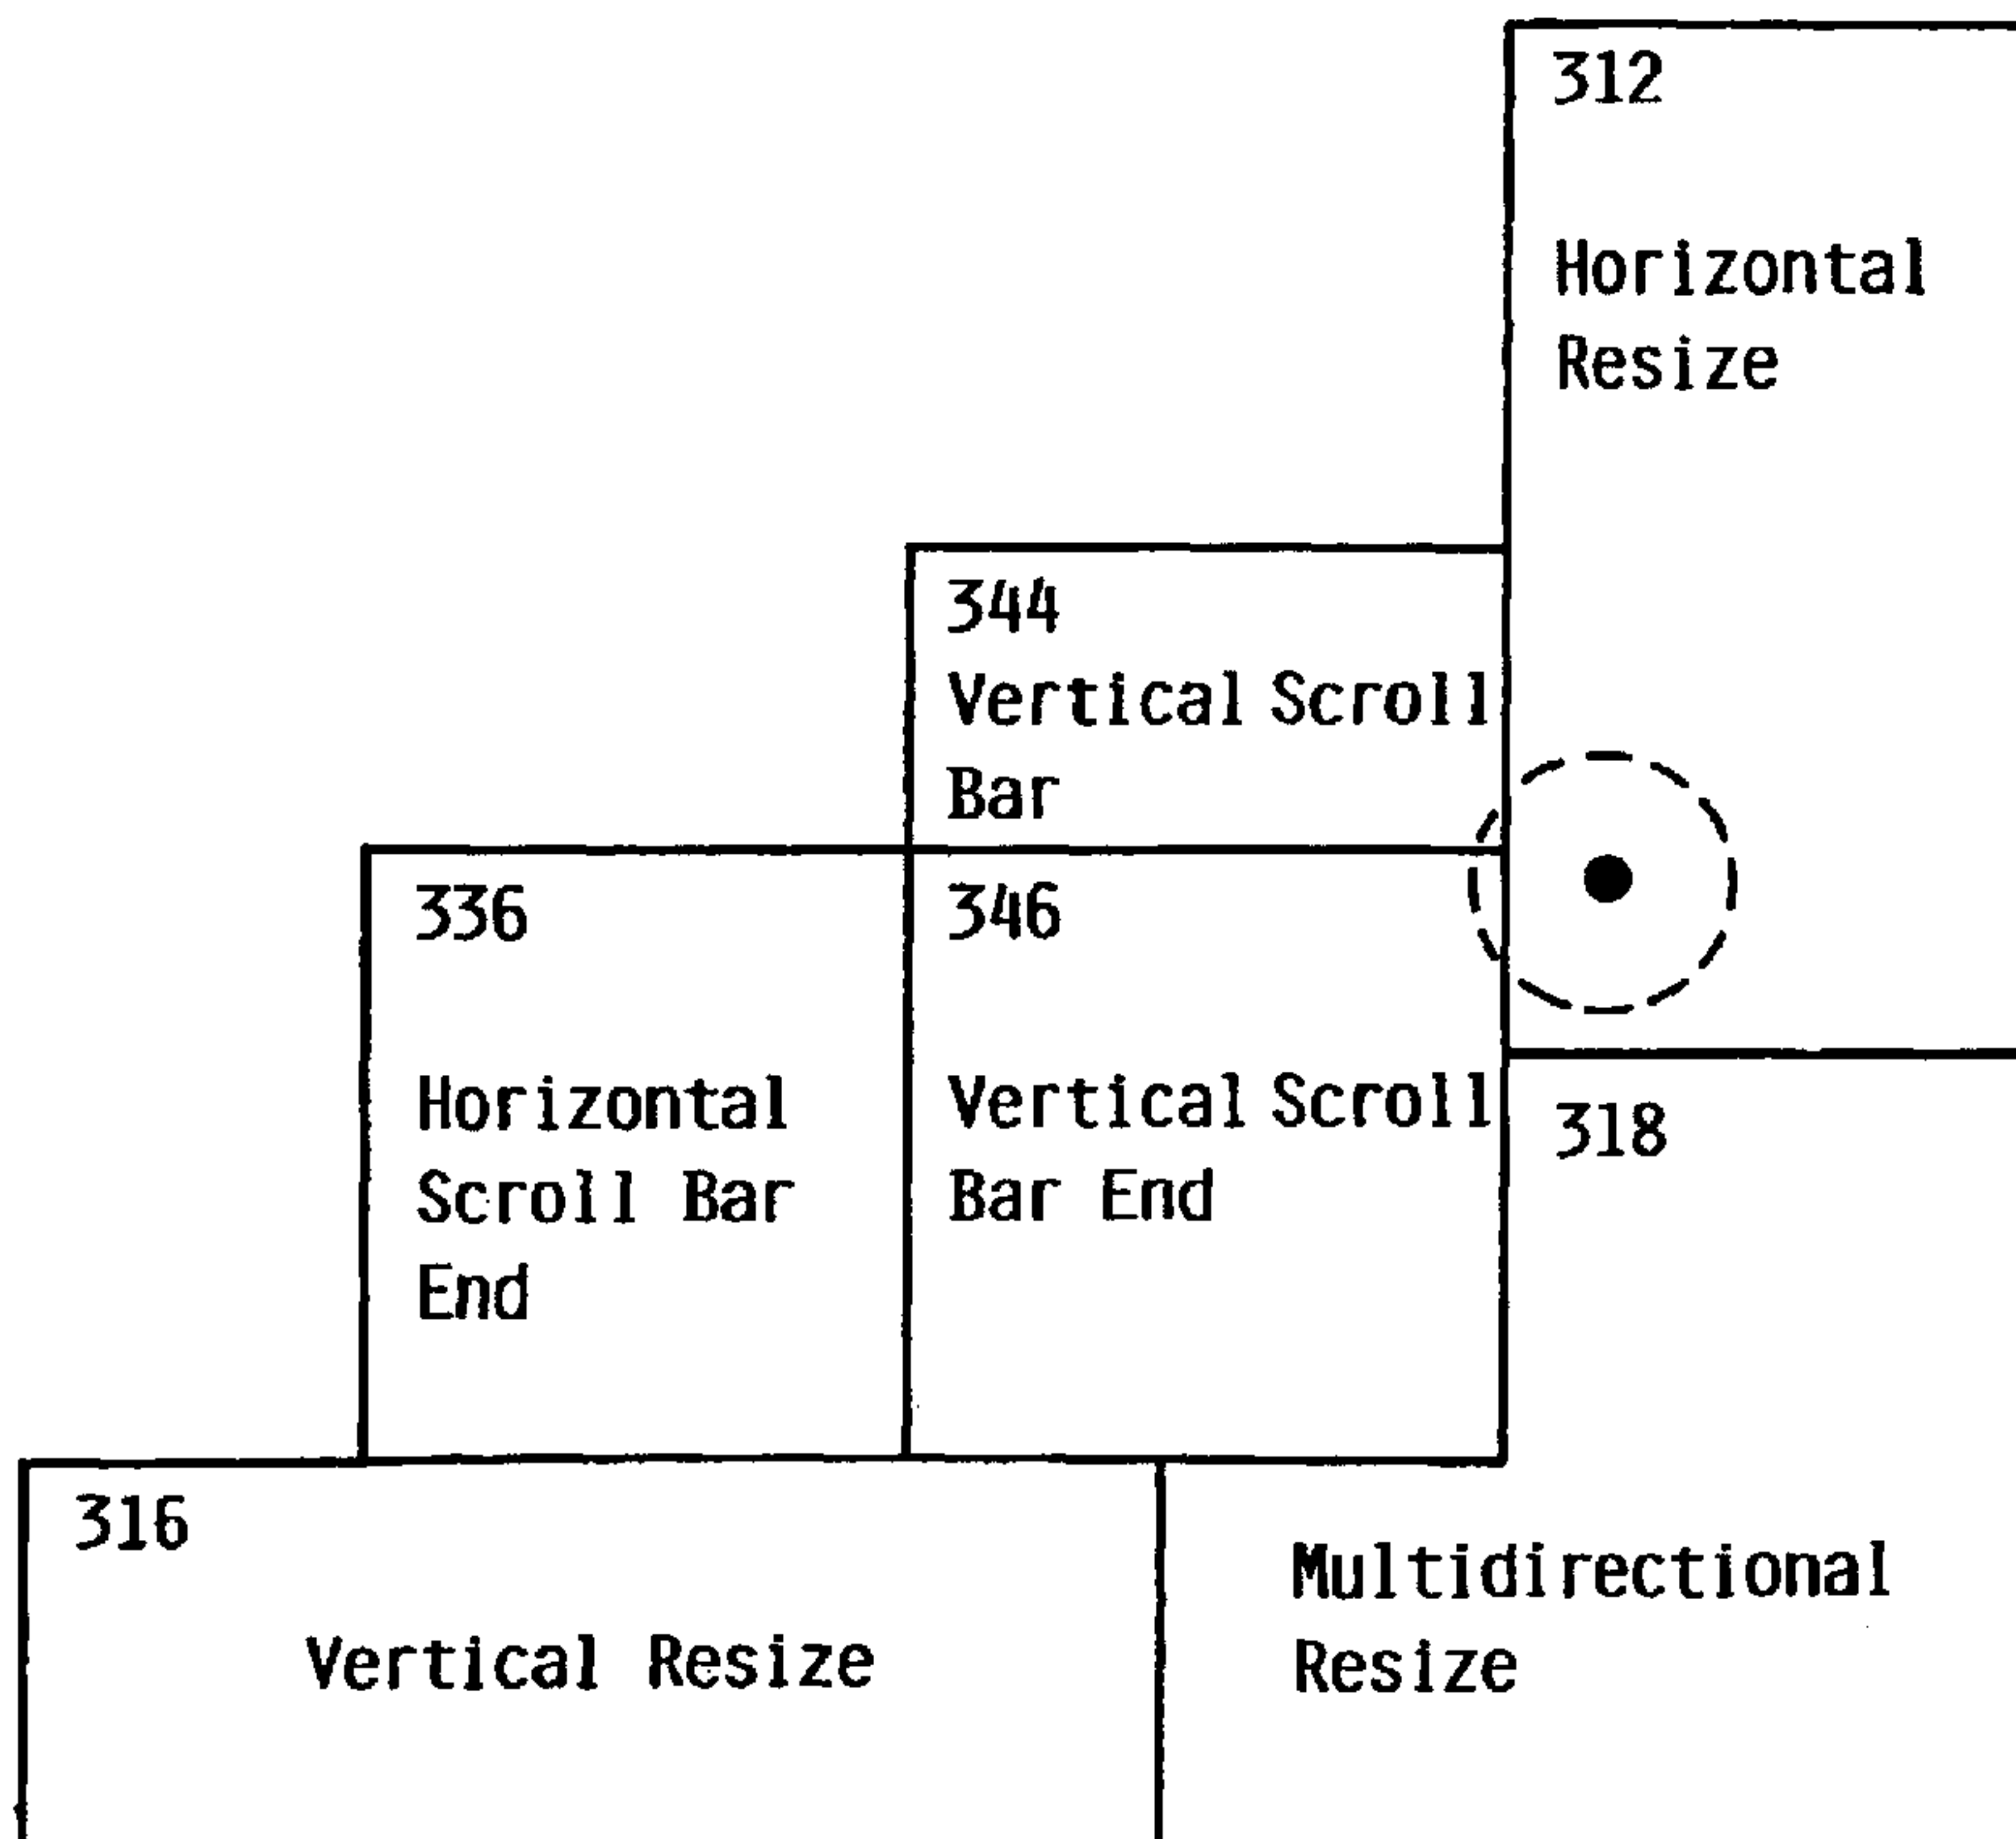 312
Horizontal
Resize
344
Vertical Scroll
Bar
336
Horizontal
Scroll Bar
End
346
Vertical Scroll
Bar End
318
Multidirectional
Resize
316
Vertical Resize